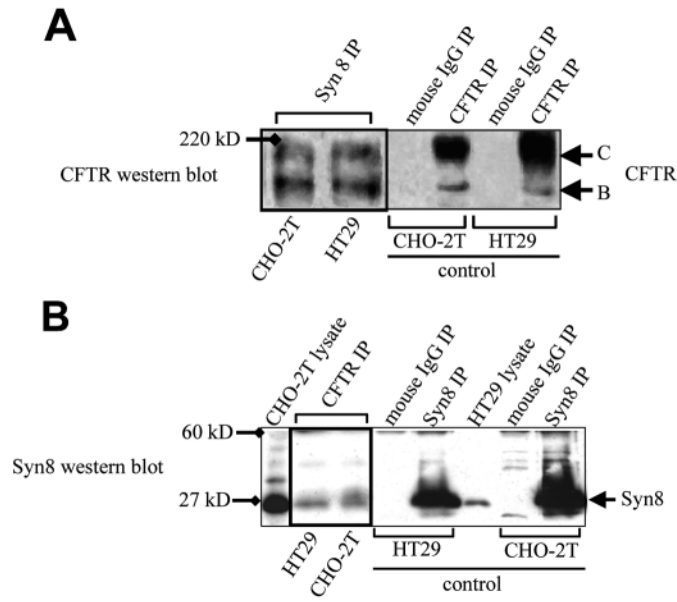 A
Syn 8 IP
mouse IgG IP
CFTR IP
mouse IgG IP
CFTR IP
220 kD
CFTR western blot
C
B
CFTR
CHO-2T
HT29
CHO-2T
HT29
control
B
CHO-2T lysate
CFTR IP
mouse IgG IP
Syn8 IP
HT29 lysate
mouse IgG IP
Syn8 IP
60 kD
Syn8 western blot
27 kD
Syn8
HT29
CHO-2T
HT29
CHO-2T
control